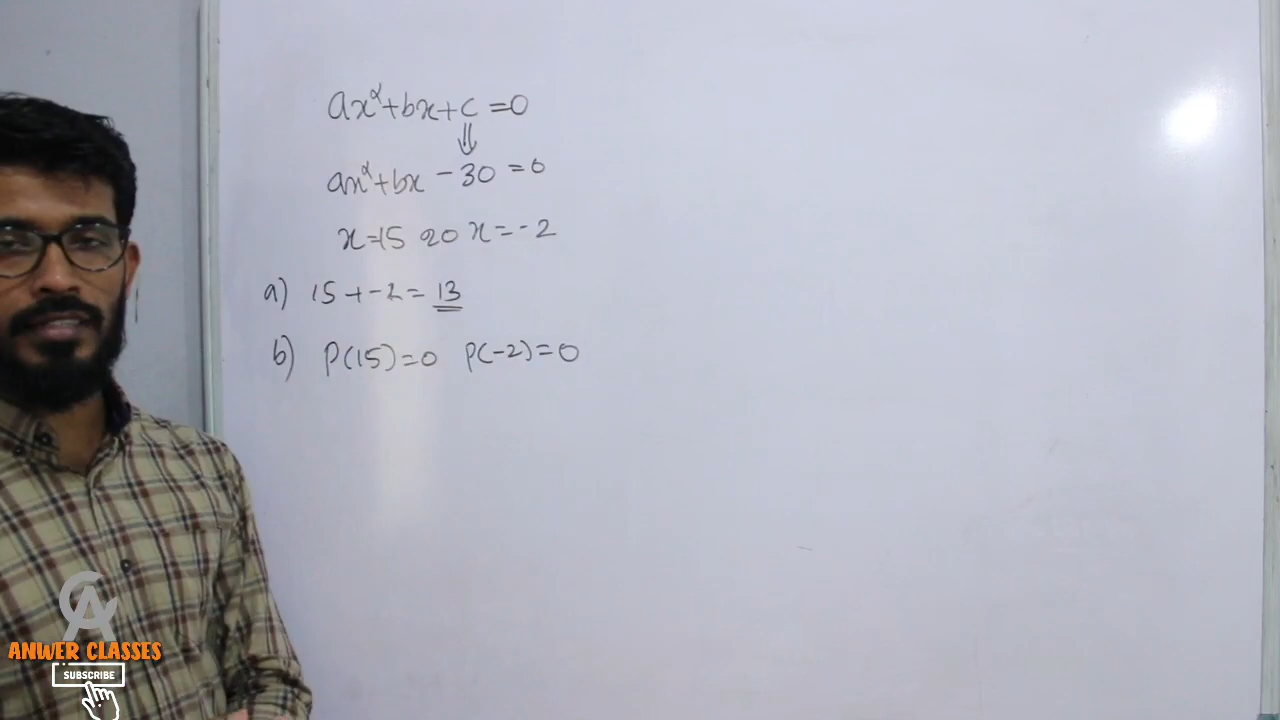 ax²+bx+c=0
⇓
ax²+bx-30=0
x=15 or x=-2
a) 15+-2=13
b) P(15)=0 P(-2)=0
CA
ANWER CLASSES
SUBSCRIBE